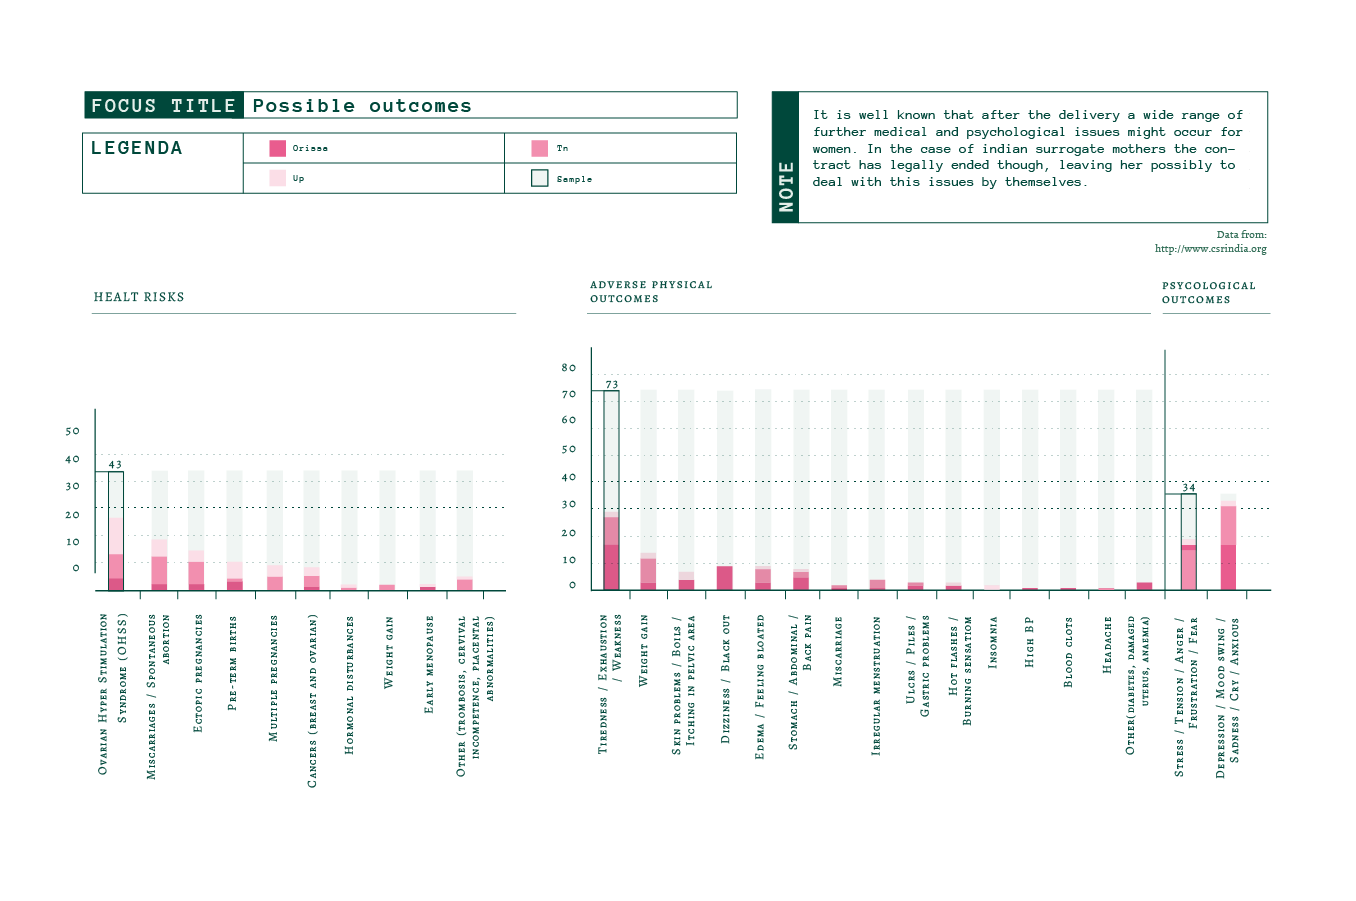 FOCUS TITLE Possible outcomes
LEGENDA
Orissa
Tn
Up
Sample
NOTE
It is well known that after the delivery a wide range of
further medical and psychological issues might occur for
women. In the case of indian surrogate mothers the con-
tract has legally ended though, leaving her possibly to
deal with this issues by themselves.
Data from:
http://www.csrindia.org
HEALT RISKS
50
40
30
20
10
0
43
Ovarian Hyper Stimulation
Syndrome (OHSS)
Miscarriages / Spontaneous
abortion
Ectopic pregnancies
Pre-term births
Multiple pregnancies
Cancers (breast and ovarian)
Hormonal disturbances
Weight gain
Early menopause
Other (trombosis, cervival
incompetence, placental
abnormalities)
ADVERSE PHYSICAL
OUTCOMES
80
70
60
50
40
30
20
10
0
73
Tiredness / Exhaustion
/ Weakness
Weight gain
Skin problems / Boils /
Itching in pelvic area
Dizziness / Black out
Edema / Feeling bloated
Stomach / Abdominal /
Back pain
Miscarriage
Irregular menstruation
Ulcrs / Piles /
Gastric problems
Hot flashes /
Burning sensatiom
Insomnia
High BP
Blood clots
Headache
Other(diabetes, damaged
uterus, anaemia)
PSYCOLOGICAL
OUTCOMES
34
Stress / Tension / Anger /
Frustration / Fear
Depression / Mood swing /
Sadness / Cry / Anxious